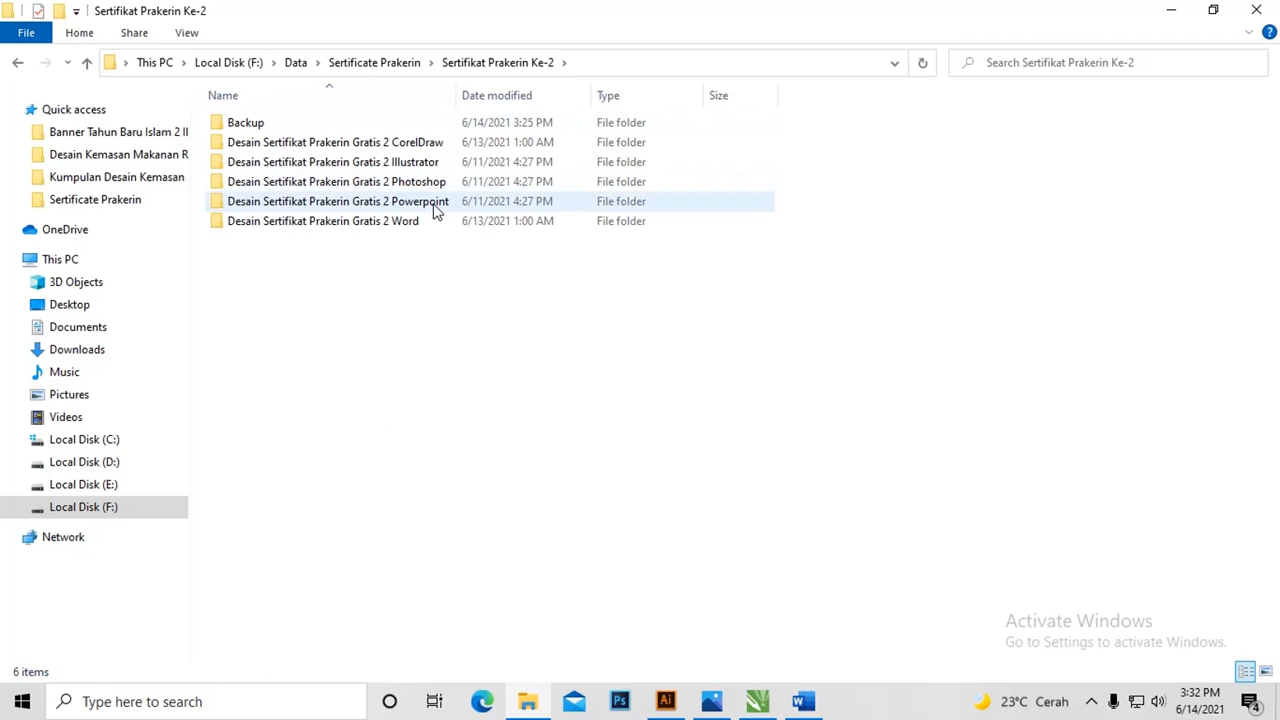 Sertifikat Prakerin Ke-2
File Home Share View
This PC Local Disk (F:) Data Sertificate Prakerin Sertifikat Prakerin Ke-2
Search Sertifikat Prakerin Ke-2
Name Date modified Type Size
Backup 6/14/2021 3:25 PM File folder
Desain Sertifikat Prakerin Gratis 2 CorelDraw 6/13/2021 1:00 AM File folder
Desain Sertifikat Prakerin Gratis 2 Illustrator 6/11/2021 4:27 PM File folder
Desain Sertifikat Prakerin Gratis 2 Photoshop 6/11/2021 4:27 PM File folder
Desain Sertifikat Prakerin Gratis 2 Powerpoint 6/11/2021 4:27 PM File folder
Desain Sertifikat Prakerin Gratis 2 Word 6/13/2021 1:00 AM File folder
Quick access
Banner Tahun Baru Islam 2 II
Desain Kemasan Makanan R
Kumpulan Desain Kemasan
Sertificate Prakerin
OneDrive
This PC
3D Objects
Desktop
Documents
Downloads
Music
Pictures
Videos
Local Disk (C:)
Local Disk (D:)
Local Disk (E:)
Local Disk (F:)
Network
Activate Windows
Go to Settings to activate Windows.
6 items
Type here to search
Ps
Ai
W
23°C Cerah
3:32 PM
6/14/2021
4